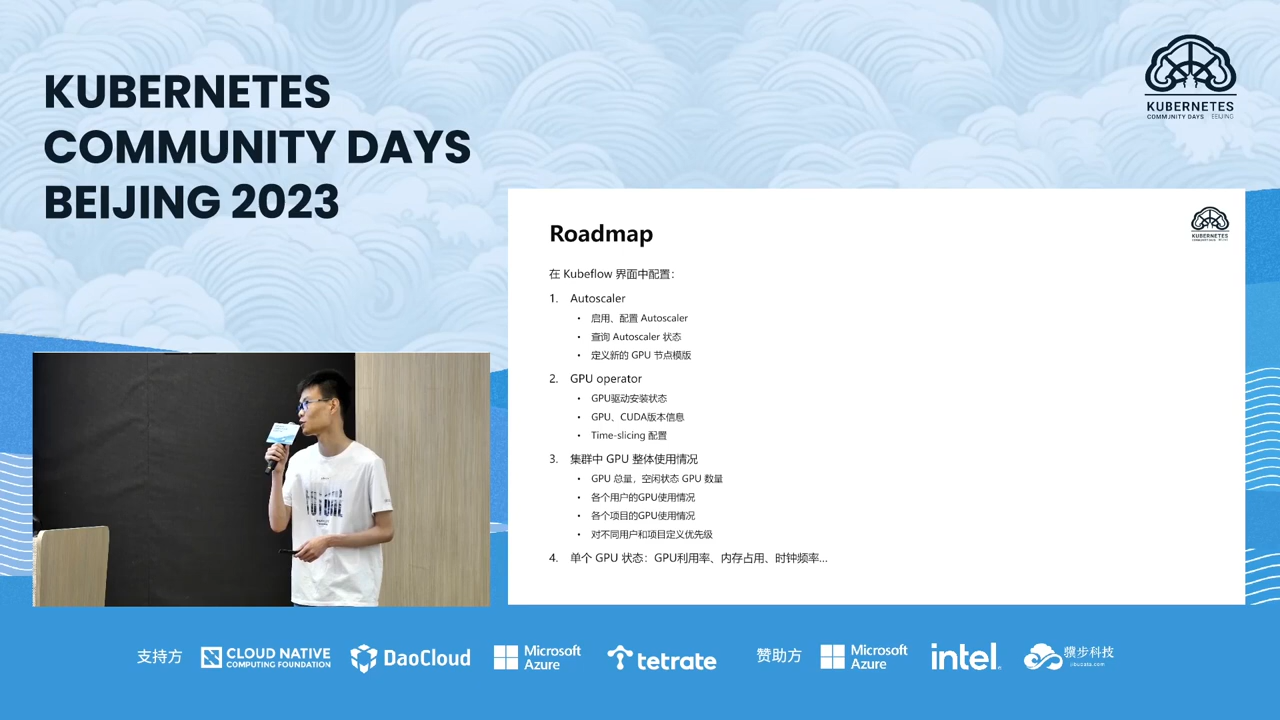 KUBERNETES
COMMUNITY DAYS
BEIJING 2023
KUBERNETES
COMMUNITY DAYS BEIJING
Roadmap
KUBERNETES
在 Kubeflow 界面中配置：
1. Autoscaler
• 启用、配置 Autoscaler
• 查询 Autoscaler 状态
• 定义新的 GPU 节点模版
2. GPU operator
• GPU驱动安装状态
• GPU、CUDA版本信息
• Time-slicing 配置
3. 集群中 GPU 整体使用情况
• GPU 总量，空闲状态 GPU 数量
• 各个用户的GPU使用情况
• 各个项目的GPU使用情况
• 对不同用户和项目定义优先级
4. 单个 GPU 状态：GPU利用率、内存占用、时钟频率...
FUTURE
支持方
CLOUD NATIVE
COMPUTING FOUNDATION
DaoCloud
Microsoft
Azure
tetrate
赞助方
Microsoft
Azure
intel.
骥步科技
jibudata.com